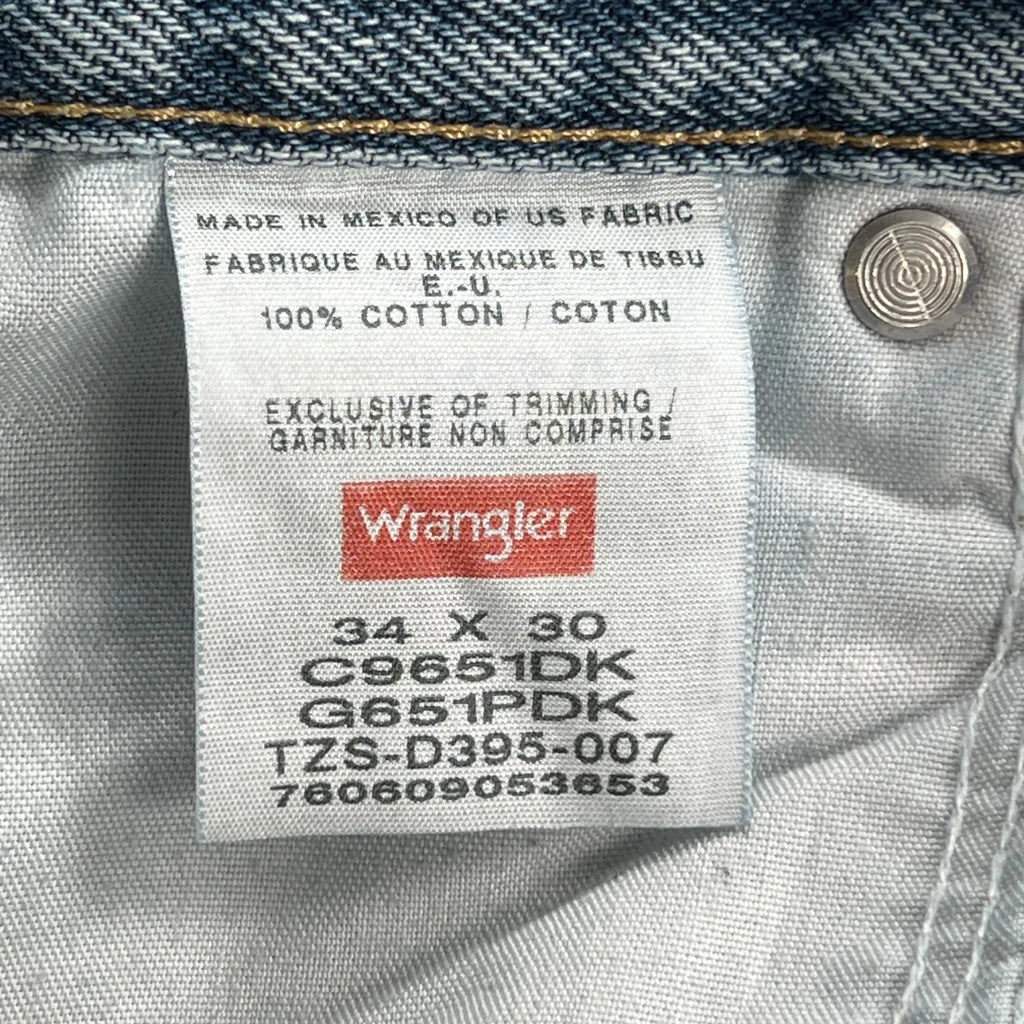 MADE IN MEXICO OF US FABRIC
FABRIQUE AU MEXIQUE DE TISSU
E.-U.
100% COTTON / COTON
EXCLUSIVE OF TRIMMING /
GARNITURE NON COMPRISE
Wrangler
34 X 30
C9651DK
G651PDK
TZS-D395-007
760609053653